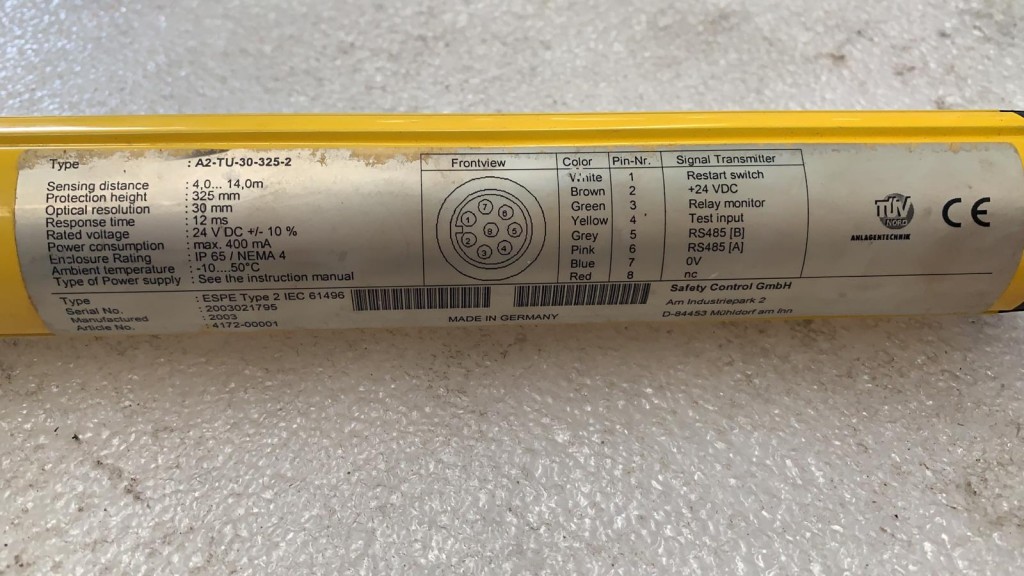 Type : A2-TU-30-325-2
Sensing distance : 4,0... 14,0m
Protection height : 325 mm
Optical resolution : 30 mm
Response time : 12 ms
Rated voltage : 24 V DC +/- 10 %
Power consumption : max. 400 mA
Enclosure Rating : IP 65 / NEMA 4
Ambient temperature : -10....50°C
Type of Power supply : See the instruction manual
Type : ESPE Type 2 IEC 61496
Serial No. : 2003021795
Manufactured : 2003
Article No. : 4172-00001
Frontview
1
2
3
4
5
6
7
8
Color Pin-Nr. Signal Transmitter
White 1 Restart switch
Brown 2 +24 VDC
Green 3 Relay monitor
Yellow 4 Test input
Grey 5 RS485 [B]
Pink 6 RS485 [A]
Blue 7 0V
Red 8 nc
MADE IN GERMANY
Safety Control GmbH
Am Industriepark 2
D-84453 Mühldorf am Inn
TÜV
NORD
ANLAGENTECHNIK
CE